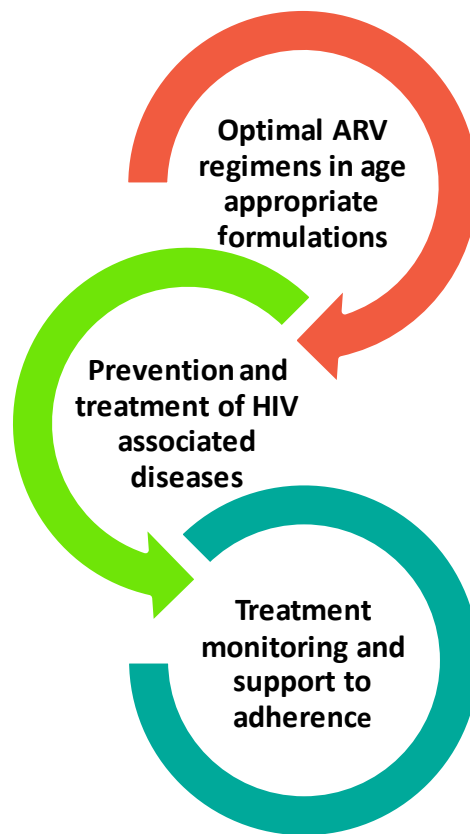 Optimal ARV
regimens in age
appropriate
formulations
Prevention and
treatment of HIV
associated
diseases
Treatment
monitoring and
support to
adherence